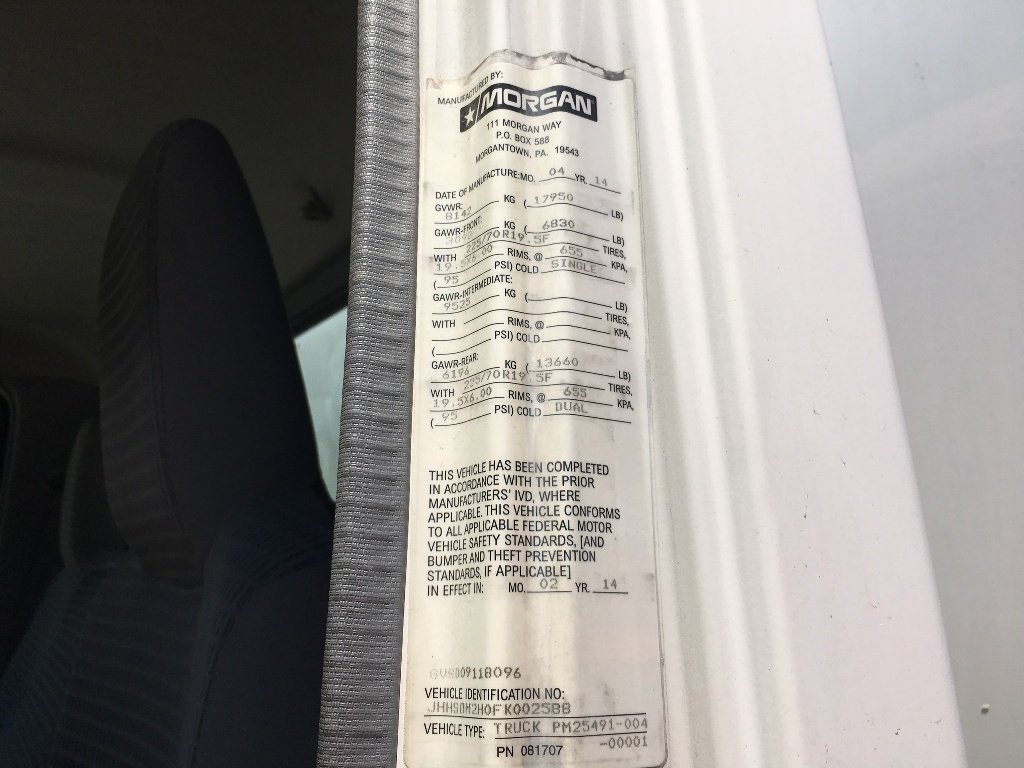 MANUFACTURED BY:
MORGAN
111 MORGAN WAY
P.O. BOX 588
MORGANTOWN, PA. 19543
DATE OF MANUFACTURE: MO. 04 YR. 14
GVWR: 8142 KG (17950 LB)
GAWR-FRONT: KG (6830 LB)
WITH 225/70R19.5F TIRES,
19.5X6.00 RIMS, @ 655 KPA,
(95 PSI) COLD SINGLE
GAWR-INTERMEDIATE:
9525 KG ( LB)
WITH TIRES,
RIMS, @ KPA,
( PSI) COLD
GAWR-REAR:
6196 KG (13660 LB)
WITH 225/70R19.5F TIRES,
19.5X6.00 RIMS, @ 655 KPA,
(95 PSI) COLD DUAL
THIS VEHICLE HAS BEEN COMPLETED
IN ACCORDANCE WITH THE PRIOR
MANUFACTURERS' IVD, WHERE
APPLICABLE. THIS VEHICLE CONFORMS
TO ALL APPLICABLE FEDERAL MOTOR
VEHICLE SAFETY STANDARDS, [AND
BUMPER AND THEFT PREVENTION
STANDARDS, IF APPLICABLE]
IN EFFECT IN: MO. 02 YR. 14
VEHICLE IDENTIFICATION NO:
VEHICLE TYPE: TRUCK PM25491-004
-00001
PN 081707